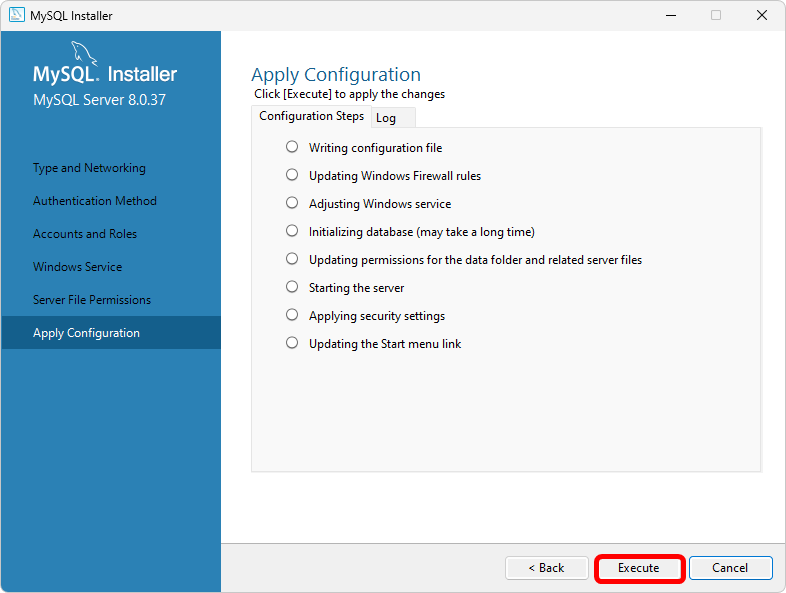 MySQL Installer
MySQL. Installer
MySQL Server 8.0.37
Type and Networking
Authentication Method
Accounts and Roles
Windows Service
Server File Permissions
Apply Configuration
Apply Configuration
Click [Execute] to apply the changes
Configuration Steps Log
Writing configuration file
Updating Windows Firewall rules
Adjusting Windows service
Initializing database (may take a long time)
Updating permissions for the data folder and related server files
Starting the server
Applying security settings
Updating the Start menu link
< Back Execute Cancel